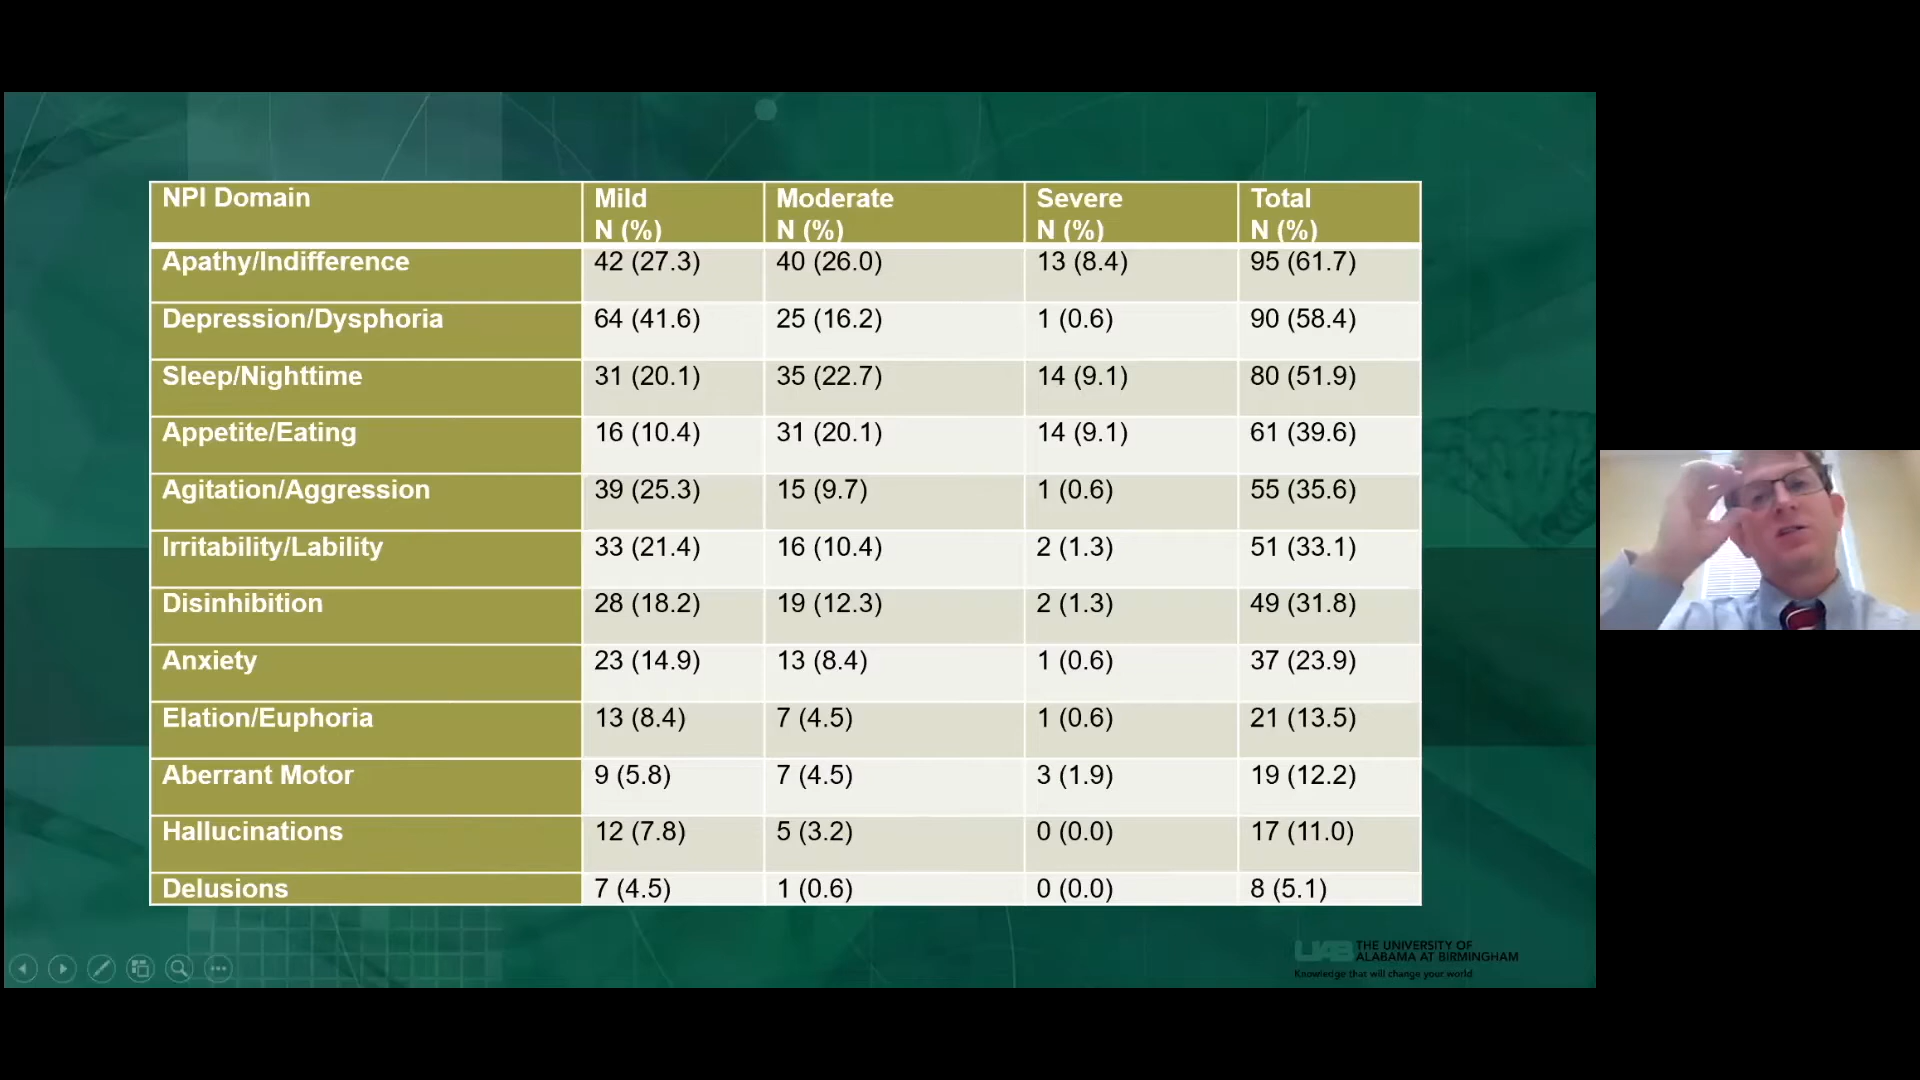 NPI Domain Mild Moderate Severe Total
N (%) N (%) N (%) N (%)
Apathy/Indifference 42 (27.3) 40 (26.0) 13 (8.4) 95 (61.7)
Depression/Dysphoria 64 (41.6) 25 (16.2) 1 (0.6) 90 (58.4)
Sleep/Nighttime 31 (20.1) 35 (22.7) 14 (9.1) 80 (51.9)
Appetite/Eating 16 (10.4) 31 (20.1) 14 (9.1) 61 (39.6)
Agitation/Aggression 39 (25.3) 15 (9.7) 1 (0.6) 55 (35.6)
Irritability/Lability 33 (21.4) 16 (10.4) 2 (1.3) 51 (33.1)
Disinhibition 28 (18.2) 19 (12.3) 2 (1.3) 49 (31.8)
Anxiety 23 (14.9) 13 (8.4) 1 (0.6) 37 (23.9)
Elation/Euphoria 13 (8.4) 7 (4.5) 1 (0.6) 21 (13.5)
Aberrant Motor 9 (5.8) 7 (4.5) 3 (1.9) 19 (12.2)
Hallucinations 12 (7.8) 5 (3.2) 0 (0.0) 17 (11.0)
Delusions 7 (4.5) 1 (0.6) 0 (0.0) 8 (5.1)
UAB THE UNIVERSITY OF
ALABAMA AT BIRMINGHAM
Knowledge that will change your world